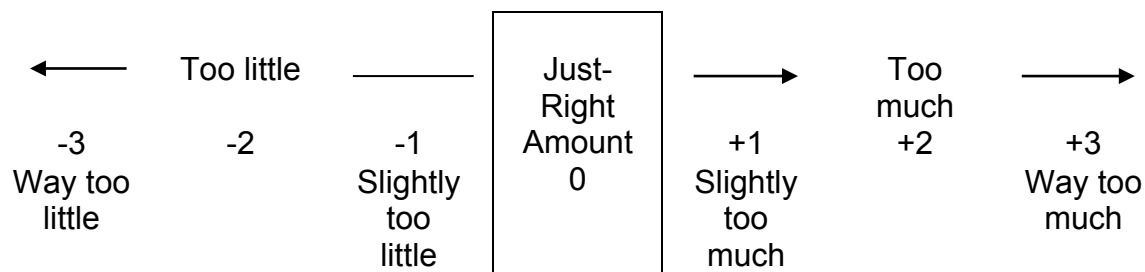 Too little Just- Too
Right much
-3 -2 -1 Amount +1 +2 +3
Way too Slightly 0 Slightly Way too
little too too much
little much